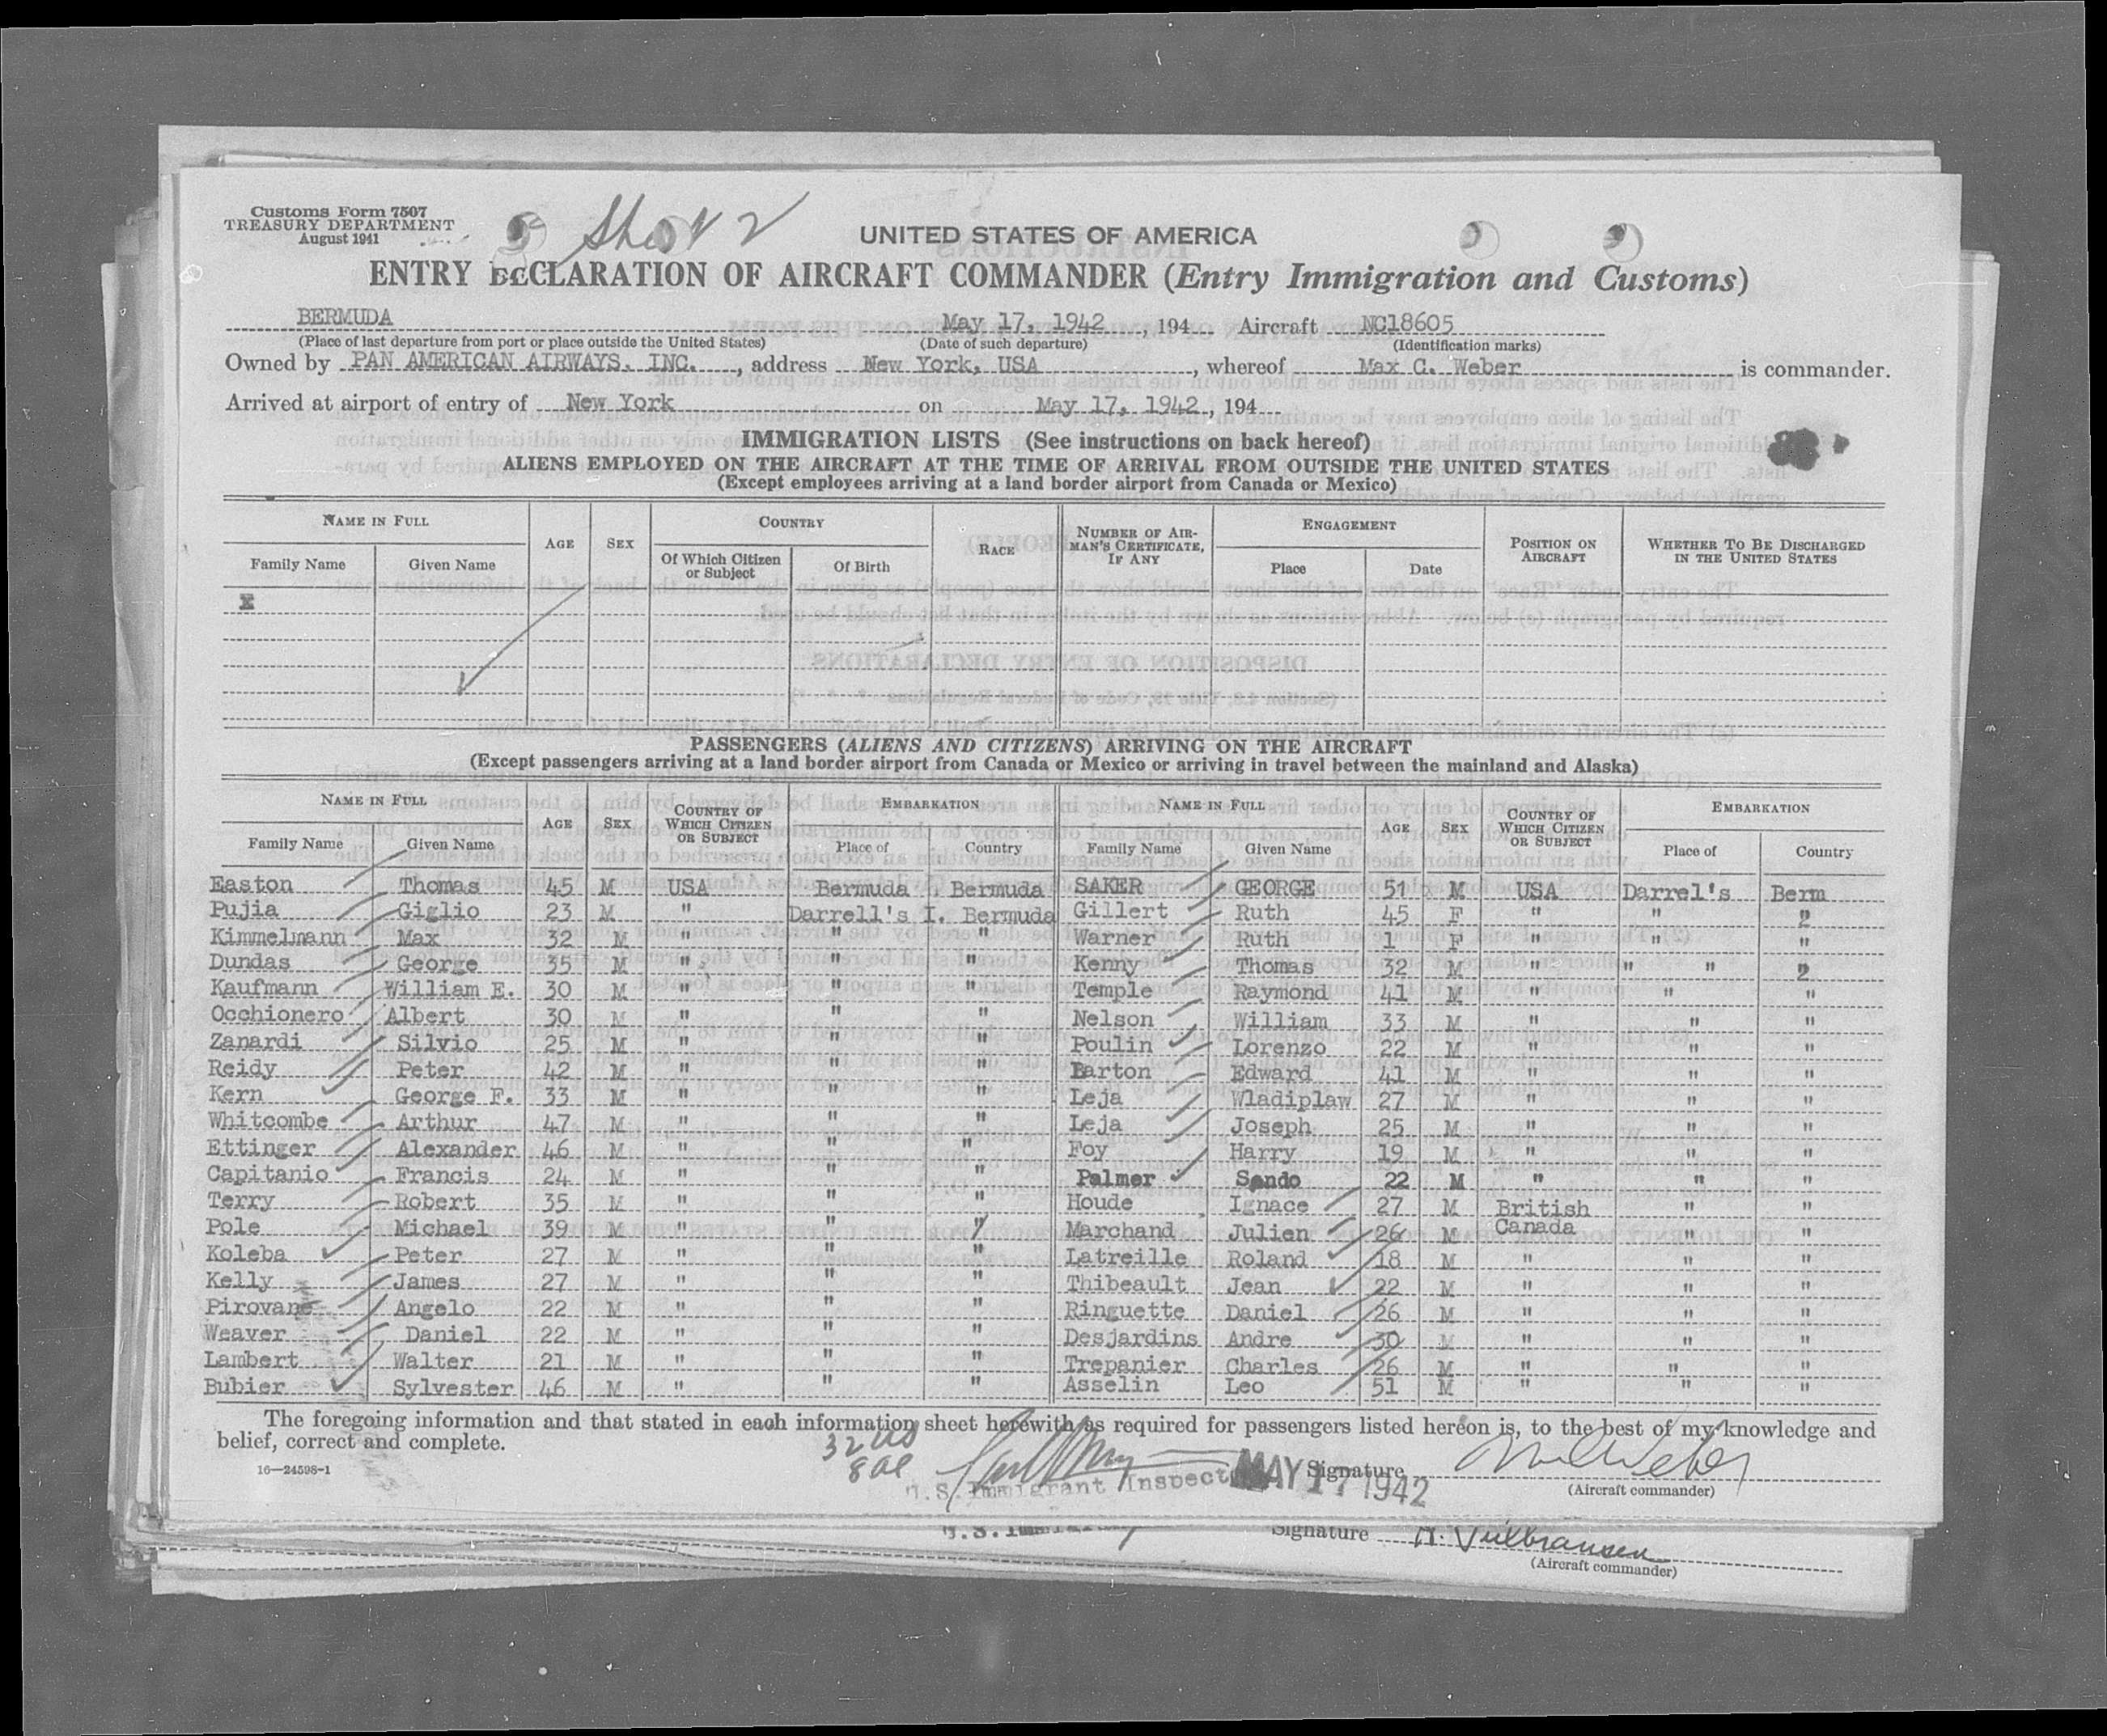 Customs Form 7507
TREASURY DEPARTMENT
August 1941
Sheet 2
UNITED STATES OF AMERICA
ENTRY DECLARATION OF AIRCRAFT COMMANDER (Entry Immigration and Customs)
BERMUDA May 17, 1942, 194 Aircraft NC18605
(Place of last departure from port or place outside the United States) (Date of such departure) (Identification marks)
Owned by PAN AMERICAN AIRWAYS, INC., address New York, USA, whereof Max C. Weber is commander.
Arrived at airport of entry of New York on May 17, 1942, 194
IMMIGRATION LISTS (See instructions on back hereof)
ALIENS EMPLOYED ON THE AIRCRAFT AT THE TIME OF ARRIVAL FROM OUTSIDE THE UNITED STATES
(Except employees arriving at a land border airport from Canada or Mexico)
NAME IN FULL AGE SEX COUNTRY RACE NUMBER OF AIRMAN'S CERTIFICATE, IF ANY ENGAGEMENT POSITION ON AIRCRAFT WHETHER TO BE DISCHARGED IN THE UNITED STATES
Family Name Given Name Of Which Citizen or Subject Of Birth Place Date
X
PASSENGERS (ALIENS AND CITIZENS) ARRIVING ON THE AIRCRAFT
(Except passengers arriving at a land border airport from Canada or Mexico or arriving in travel between the mainland and Alaska)
NAME IN FULL AGE SEX COUNTRY OF WHICH CITIZEN OR SUBJECT EMBARKATION NAME IN FULL AGE SEX COUNTRY OF WHICH CITIZEN OR SUBJECT EMBARKATION
Family Name Given Name Place of Country Family Name Given Name Place of Country
Easton Thomas 45 M USA Bermuda Bermuda SAKER GEORGE 51 M USA Darrel's Berm
Pujia Giglio 23 M " Darrell's I. Bermuda Gillert Ruth 45 F " " "
Kimmelmann Max 32 M " " " Warner Ruth 1 F " " "
Dundas George 35 M " " " Kenny Thomas 32 M " " " "
Kaufmann William E. 30 M " " " Temple Raymond 41 M " " "
Occhionero Albert 30 M " " " Nelson William 33 M " " "
Zanardi Silvio 25 M " " " Poulin Lorenzo 22 M " " "
Reidy Peter 42 M " " " Barton Edward 41 M " " "
Kern George F. 33 M " " " Leja Wladiplaw 27 M " " "
Whitcombe Arthur 47 M " " " Leja Joseph 25 M " " "
Ettinger Alexander 46 M " " " Foy Harry 19 M " " "
Capitanio Francis 24 M " " " Palmer Sando 22 M " " "
Terry Robert 35 M " " " Houde Ignace 27 M British " "
Pole Michael 39 M " " " Marchand Julien 26 M Canada " "
Koleba Peter 27 M " " " Latreille Roland 18 M " " "
Kelly James 27 M " " " Thibeault Jean 22 M " " "
Pirovane Angelo 22 M " " " Ringuette Daniel 26 M " " "
Weaver Daniel 22 M " " " Desjardins Andre 30 M " " "
Lambert Walter 21 M " " " Trepanier Charles 26 M " " "
Bubier Sylvester 46 M " " " Asselin Leo 51 M " " "
The foregoing information and that stated in each information sheet herewith as required for passengers listed hereon is, to the best of my knowledge and
belief, correct and complete.
32 US
8 al
16—24598-1
U.S. Immigrant Inspector MAY 17 1942 Signature M Weber
(Aircraft commander)
Signature
(Aircraft commander)